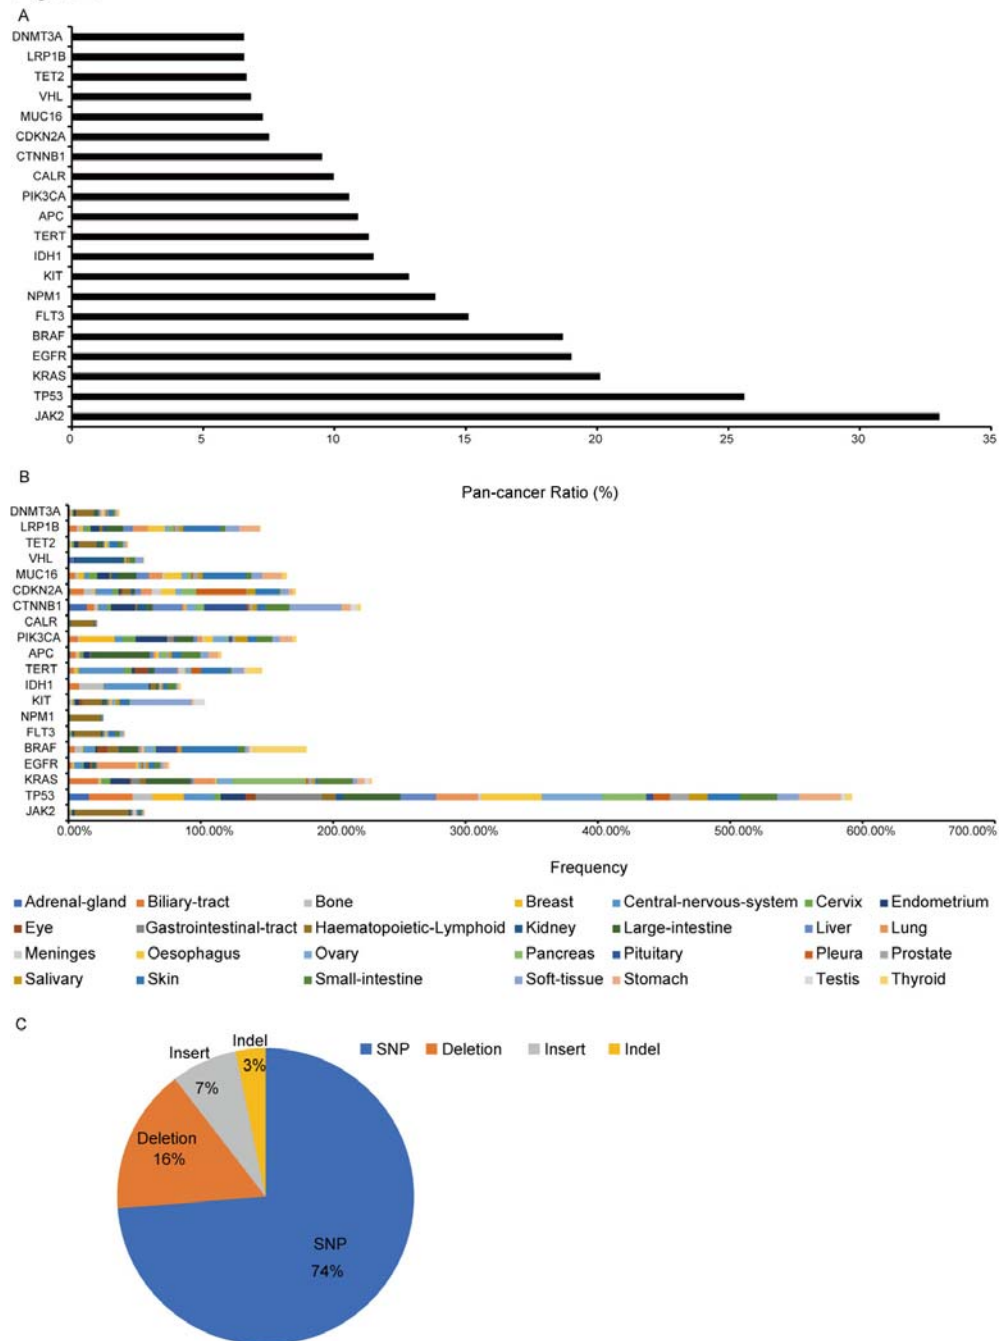 A
DNMT3A
LRP1B
TET2
VHL
MUC16
CDKN2A
CTNNB1
CALR
PIK3CA
APC
TERT
IDH1
KIT
NPM1
FLT3
BRAF
EGFR
KRAS
TP53
JAK2
0 5 10 15 20 25 30 35
B
Pan-cancer Ratio (%)
DNMT3A
LRP1B
TET2
VHL
MUC16
CDKN2A
CTNNB1
CALR
PIK3CA
APC
TERT
IDH1
KIT
NPM1
FLT3
BRAF
EGFR
KRAS
TP53
JAK2
0.00% 100.00% 200.00% 300.00% 400.00% 500.00% 600.00% 700.00%
Frequency
Adrenal-gland Biliary-tract Bone Breast Central-nervous-system Cervix Endometrium
Eye Gastrointestinal-tract Haematopoietic-Lymphoid Kidney Large-intestine Liver Lung
Meninges Oesophagus Ovary Pancreas Pituitary Pleura Prostate
Salivary Skin Small-intestine Soft-tissue Stomach Testis Thyroid
C
SNP Deletion Insert Indel
Indel
3%
Insert
7%
Deletion
16%
SNP
74%